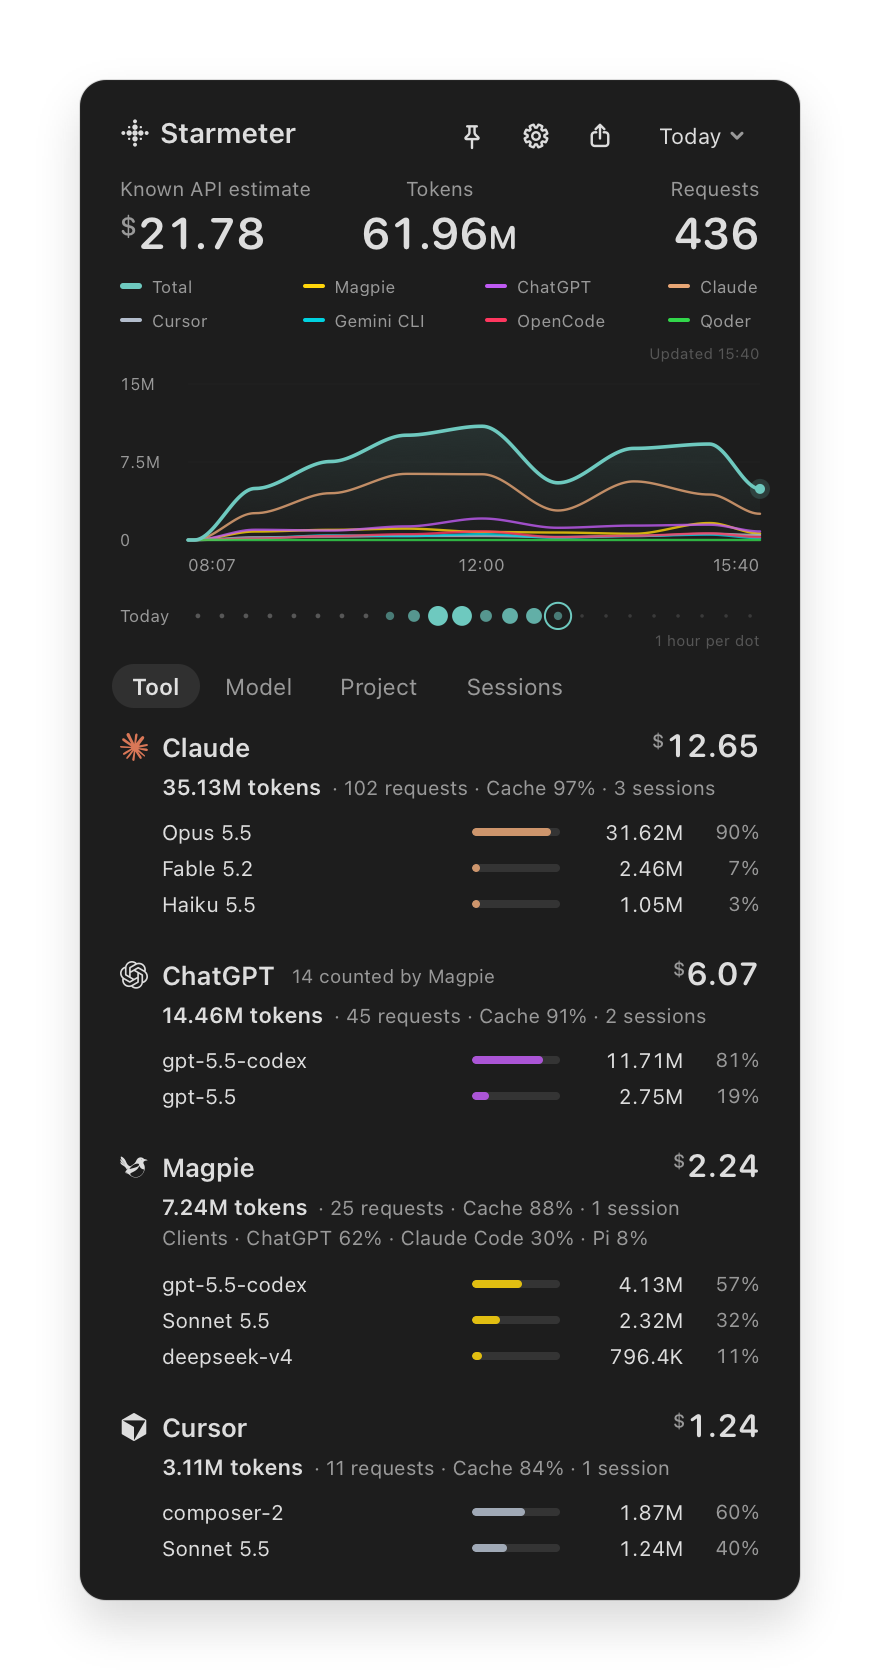 Starmeter
Today
Known API estimate Tokens Requests
$21.78 61.96M 436
Total Magpie ChatGPT Claude
Cursor Gemini CLI OpenCode Qoder
Updated 15:40
15M
7.5M
0
08:07 12:00 15:40
Today
1 hour per dot
Tool Model Project Sessions
Claude $12.65
35.13M tokens · 102 requests · Cache 97% · 3 sessions
Opus 5.5 31.62M 90%
Fable 5.2 2.46M 7%
Haiku 5.5 1.05M 3%
ChatGPT 14 counted by Magpie $6.07
14.46M tokens · 45 requests · Cache 91% · 2 sessions
gpt-5.5-codex 11.71M 81%
gpt-5.5 2.75M 19%
Magpie $2.24
7.24M tokens · 25 requests · Cache 88% · 1 session
Clients · ChatGPT 62% · Claude Code 30% · Pi 8%
gpt-5.5-codex 4.13M 57%
Sonnet 5.5 2.32M 32%
deepseek-v4 796.4K 11%
Cursor $1.24
3.11M tokens · 11 requests · Cache 84% · 1 session
composer-2 1.87M 60%
Sonnet 5.5 1.24M 40%